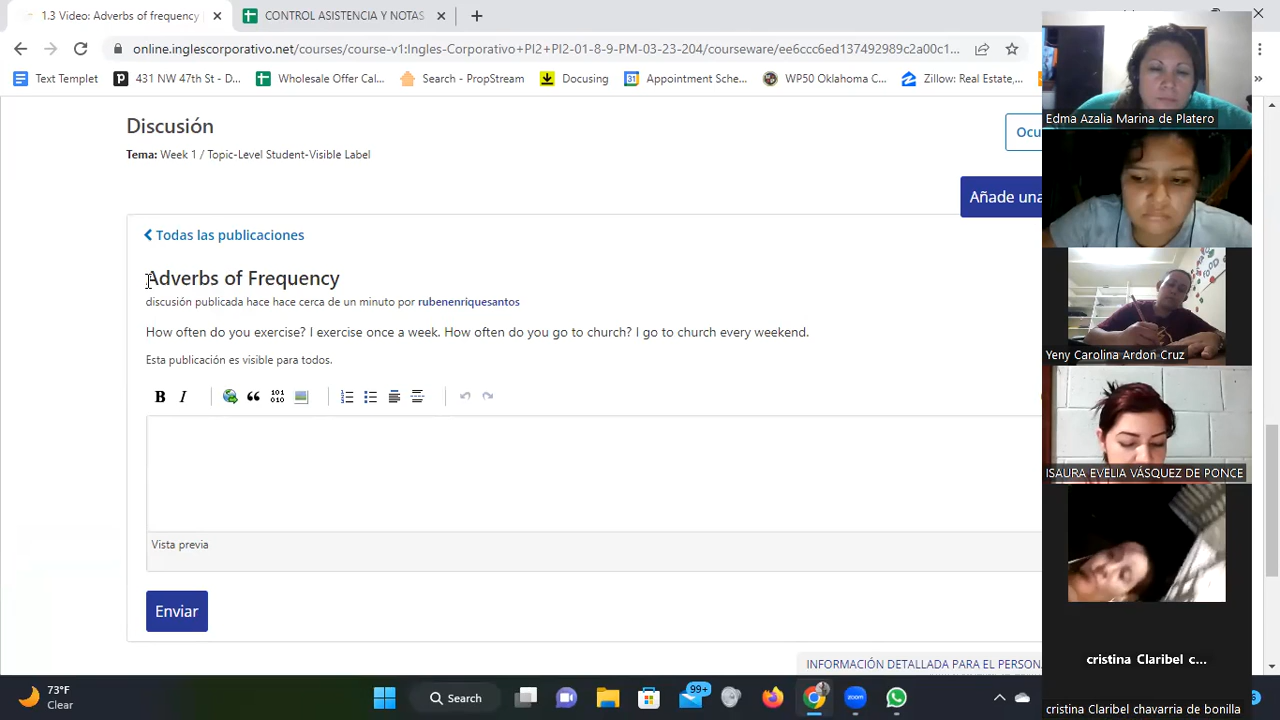 1.3 Video: Adverbs of frequency
CONTROL ASISTENCIA Y NOTAS
online.inglescorporativo.net/courses/course-v1:Ingles-Corporativo+PI2+PI2-01-8-9-PM-03-23-204/courseware/ee6ccc6ed137492989c2a00c1...
Text Templet
431 NW 47th St - D...
Wholesale Offer Cal...
Search - PropStream
Docusing
Appointment Sche...
WP50 Oklahoma C...
Zillow: Real Estate,...
Discusión
Ocu
Tema: Week 1 / Topic-Level Student-Visible Label
Añade una
Todas las publicaciones
Adverbs of Frequency
discusión publicada hace hace cerca de un minuto por rubenenriquesantos
How often do you exercise? I exercise once a week. How often do you go to church? I go to church every weekend.
Esta publicación es visible para todos.
B I
Vista previa
Enviar
INFORMACIÓN DETALLADA PARA EL PERSON
Edma Azalia Marina de Platero
Yeny Carolina Ardon Cruz
ISAURA EVELIA VÁSQUEZ DE PONCE
cristina Claribel c...
cristina Claribel chavarria de bonilla
73°F
Clear
Search
99+